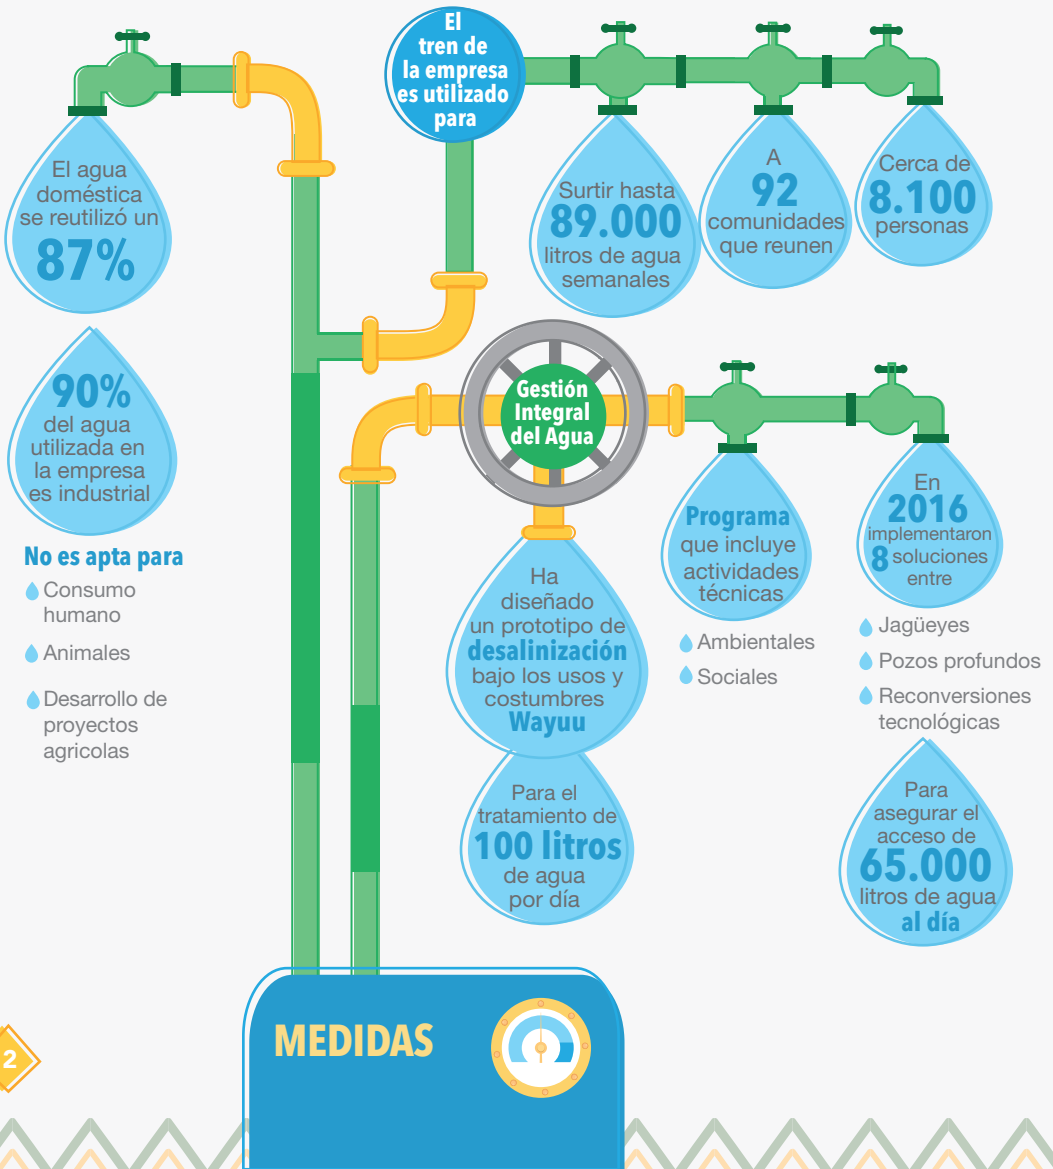 El agua
doméstica
se reutilizó un
87%
90%
del agua
utilizada en
la empresa
es industrial
No es apta para
Consumo
humano
Animales
Desarrollo de
proyectos
agricolas
El
tren de
la empresa
es utilizado
para
Surtir hasta
89.000
litros de agua
semanales
A
92
comunidades
que reunen
Cerca de
8.100
personas
Gestión
Integral
del Agua
Ha
diseñado
un prototipo de
desalinización
bajo los usos y
costumbres
Wayuu
Para el
tratamiento de
100 litros
de agua
por día
Programa
que incluye
actividades
técnicas
Ambientales
Sociales
En
2016
implementaron
8 soluciones
entre
Jagüeyes
Pozos profundos
Reconversiones
tecnológicas
Para
asegurar el
acceso de
65.000
litros de agua
al día
MEDIDAS
2